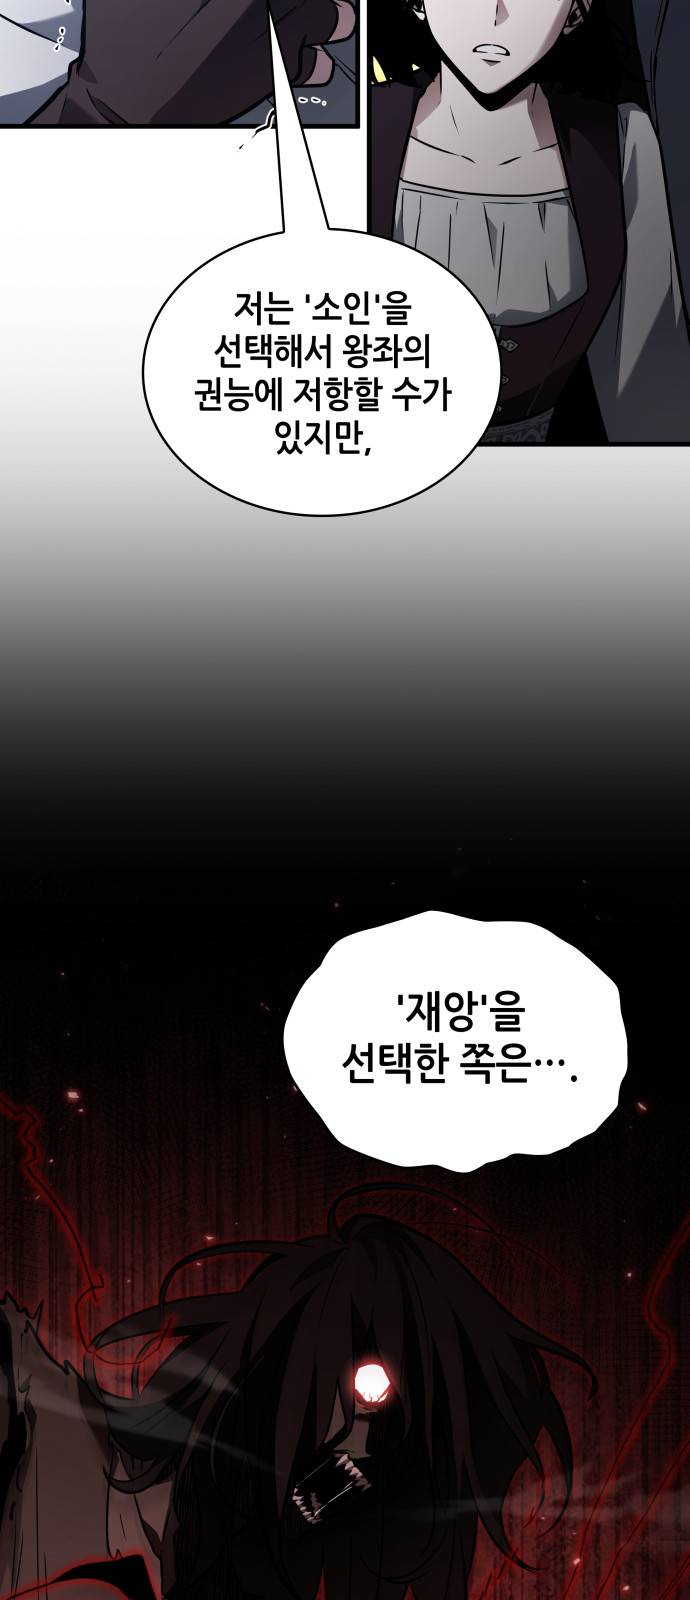 저는 '소인'을
선택해서 왕좌의
권능에 저항할 수가
있지만,
'재앙'을
선택한 쪽은….